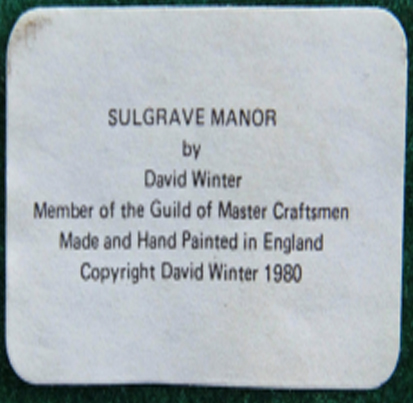 SULGRAVE MANOR
by
David Winter
Member of the Guild of Master Craftsmen
Made and Hand Painted in England
Copyright David Winter 1980